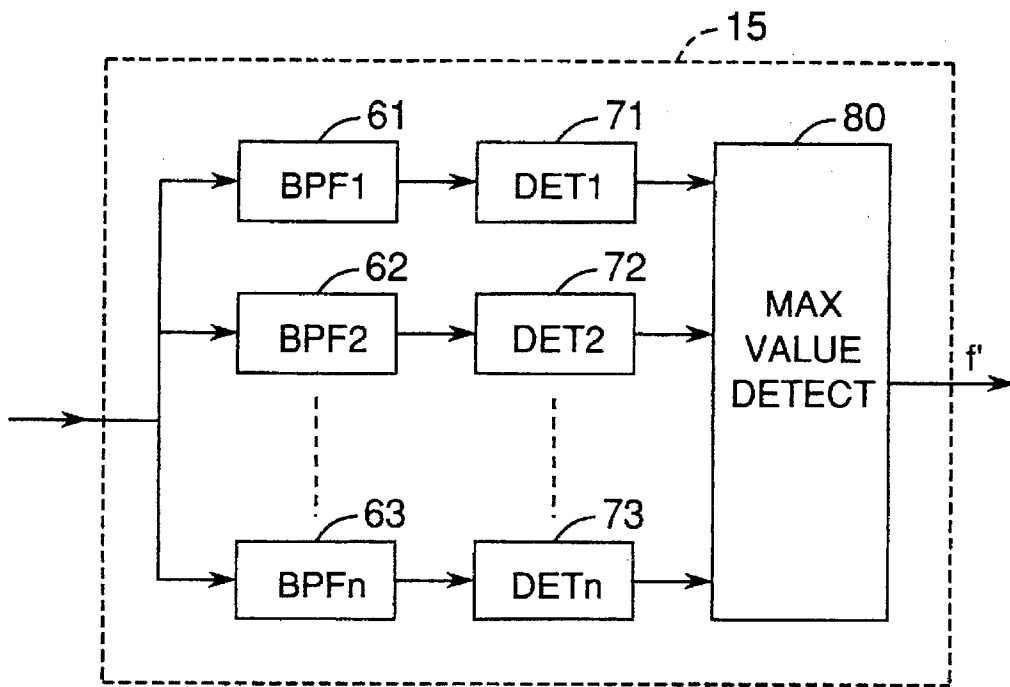 15
61
71
80
BPF1
DET1
62
72
BPF2
DET2
MAX
VALUE
DETECT
f'
63
73
BPFn
DETn